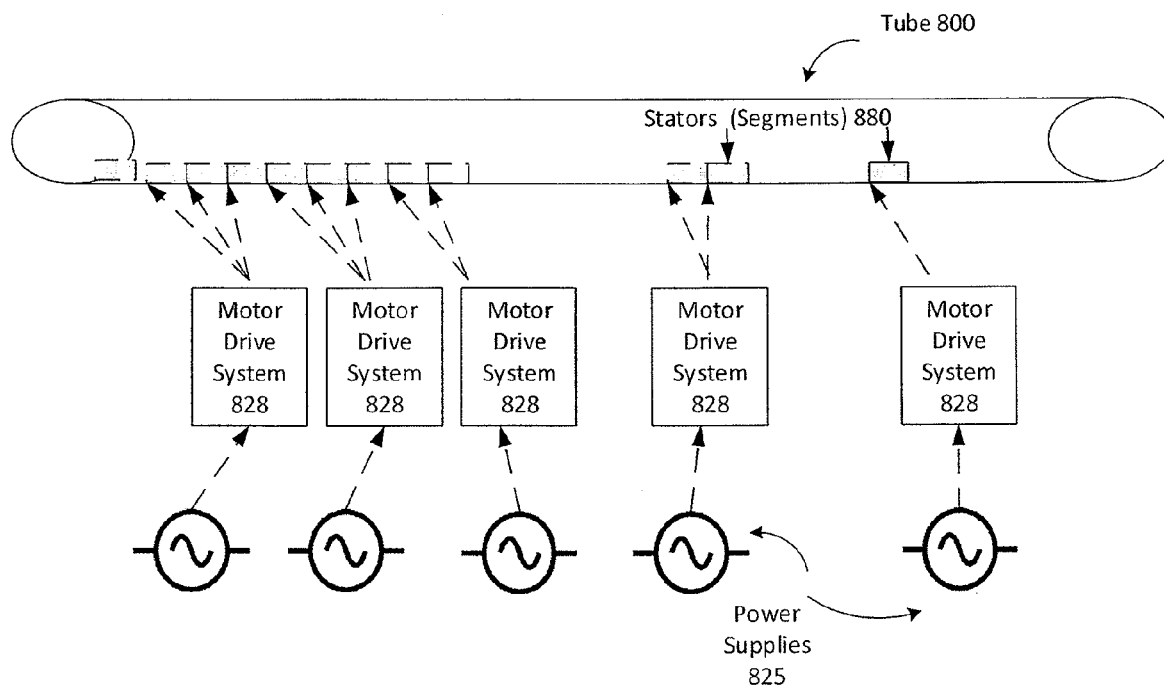 Tube 800
Stators (Segments) 880
Motor
Drive
System
828
Motor
Drive
System
828
Motor
Drive
System
828
Motor
Drive
System
828
Motor
Drive
System
828
Power
Supplies
825